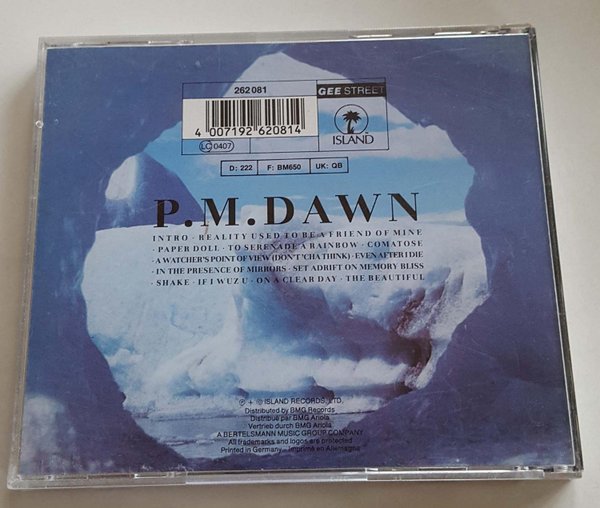 262 081
GEE STREET
4 007192 620814
ISLAND
LC 0407
D: 222 F: BM650 UK: QB
P.M.DAWN
INTRO · REALITY USED TO BE A FRIEND OF MINE
· PAPER DOLL · TO SERENADE A RAINBOW · COMATOSE
· A WATCHER'S POINT OF VIEW (DON'T 'CHA THINK) · EVEN AFTER I DIE
· IN THE PRESENCE OF MIRRORS · SET ADRIFT ON MEMORY BLISS
· SHAKE · IF I WUZ U · ON A CLEAR DAY · THE BEAUTIFUL
℗ + © ISLAND RECORDS, LTD.
Distributed by BMG Records
Distribué par BMG Ariola
Vertrieb durch BMG Ariola
A BERTELSMANN MUSIC GROUP COMPANY
All trademarks and logos are protected
Printed in Germany – Imprimé en Allemagne